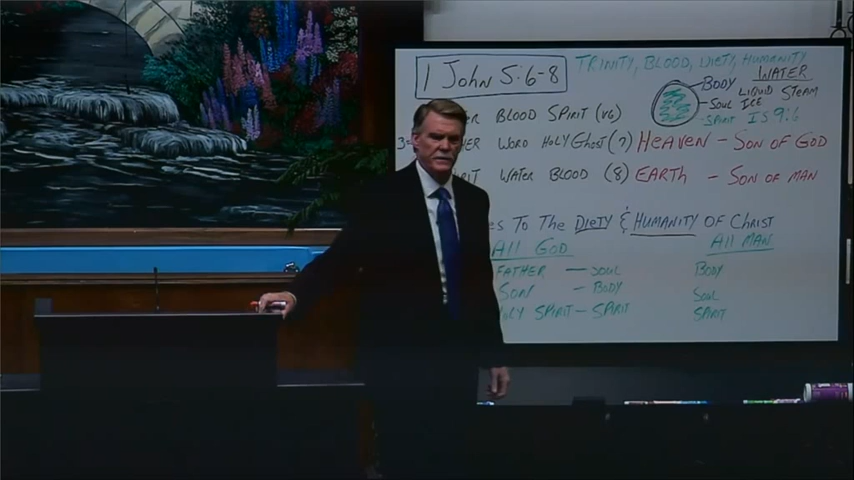 1 JOHN 5:6-8
TRINITY, BLOOD, DIETY, HUMANITY
WATER
BODY
LIQUID STEAM
SOUL ICE
SPIRIT IS 9:6
BLOOD SPIRIT (V6)
3= WORD HOLY GHOST (7) HEAVEN - SON OF GOD
WATER BLOOD (8) EARTH - SON OF MAN
TO THE DIETY & HUMANITY OF CHRIST
ALL GOD ALL MAN
FATHER - SOUL BODY
SON - BODY SOUL
SPIRIT - SPIRIT SPIRIT